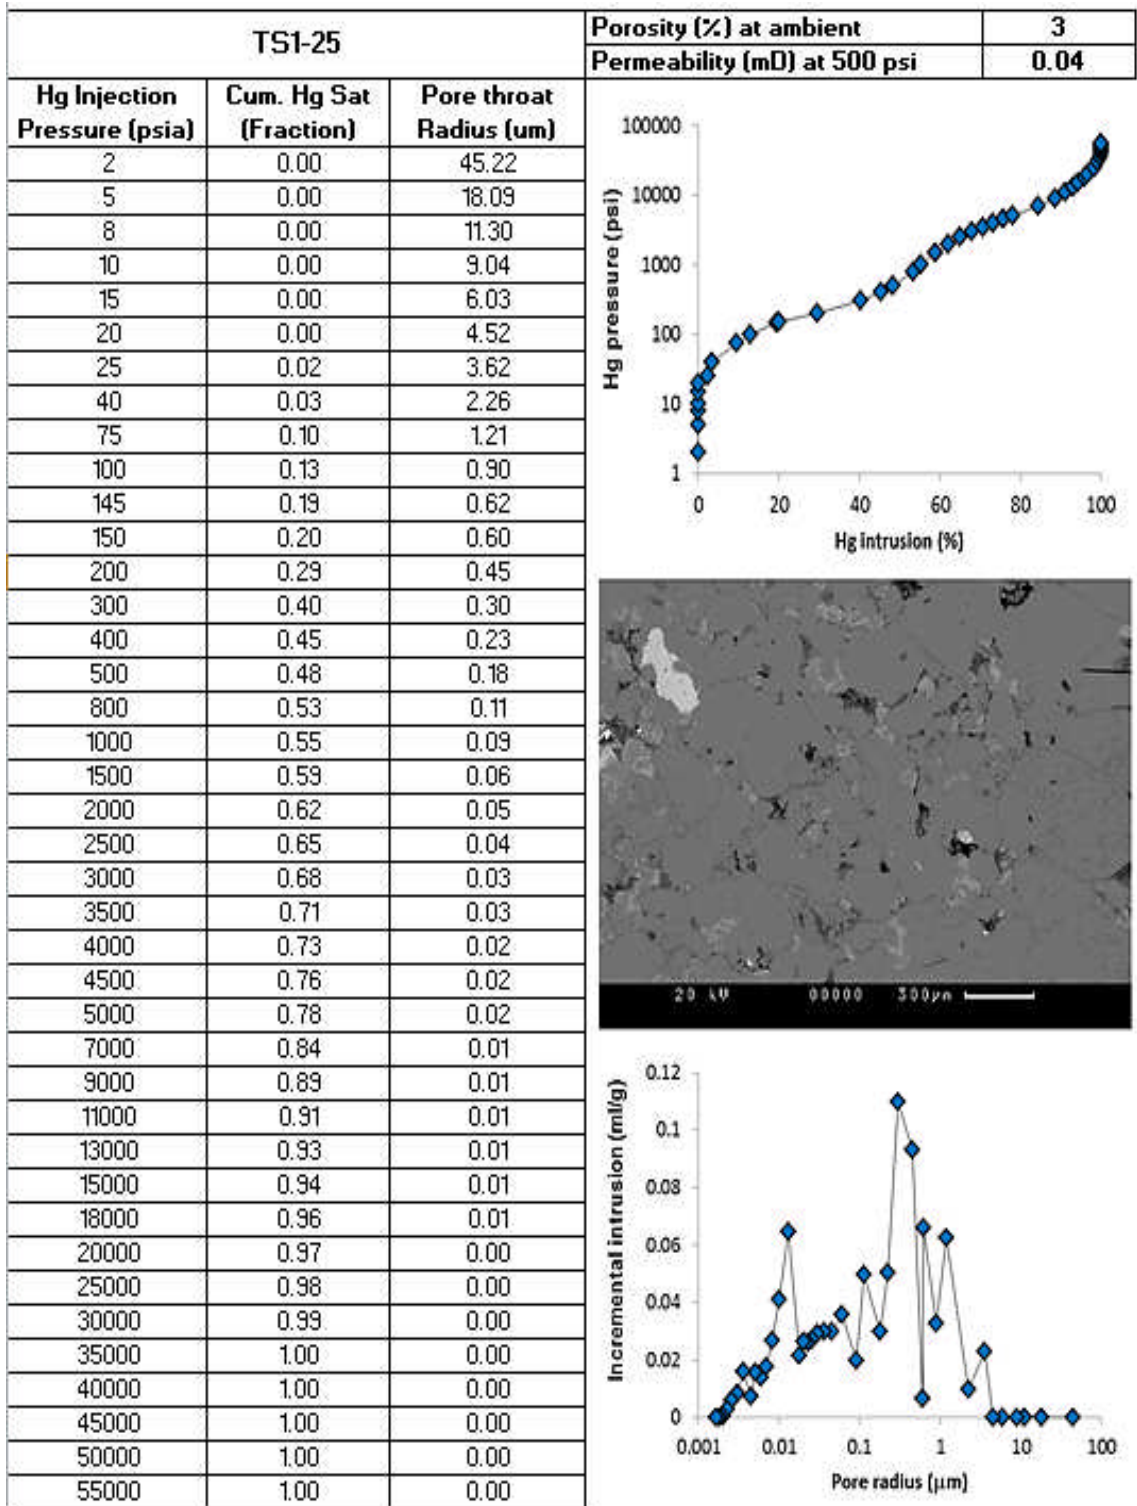 TS1-25
Porosity (%) at ambient 3
Permeability (mD) at 500 psi 0.04
Hg Injection Pressure (psia) Cum. Hg Sat (Fraction) Pore throat Radius (um)
2 0.00 45.22
5 0.00 18.09
8 0.00 11.30
10 0.00 9.04
15 0.00 6.03
20 0.00 4.52
25 0.02 3.62
40 0.03 2.26
75 0.10 1.21
100 0.13 0.90
145 0.19 0.62
150 0.20 0.60
200 0.29 0.45
300 0.40 0.30
400 0.45 0.23
500 0.48 0.18
800 0.53 0.11
1000 0.55 0.09
1500 0.59 0.06
2000 0.62 0.05
2500 0.65 0.04
3000 0.68 0.03
3500 0.71 0.03
4000 0.73 0.02
4500 0.76 0.02
5000 0.78 0.02
7000 0.84 0.01
9000 0.89 0.01
11000 0.91 0.01
13000 0.93 0.01
15000 0.94 0.01
18000 0.96 0.01
20000 0.97 0.00
25000 0.98 0.00
30000 0.99 0.00
35000 1.00 0.00
40000 1.00 0.00
45000 1.00 0.00
50000 1.00 0.00
55000 1.00 0.00
Hg pressure (psi)
100000
10000
1000
100
10
1
0 20 40 60 80 100
Hg intrusion (%)
20 kV 00000 300µm
Incremental intrusion (ml/g)
0.12
0.1
0.08
0.06
0.04
0.02
0
0.001 0.01 0.1 1 10 100
Pore radius (µm)